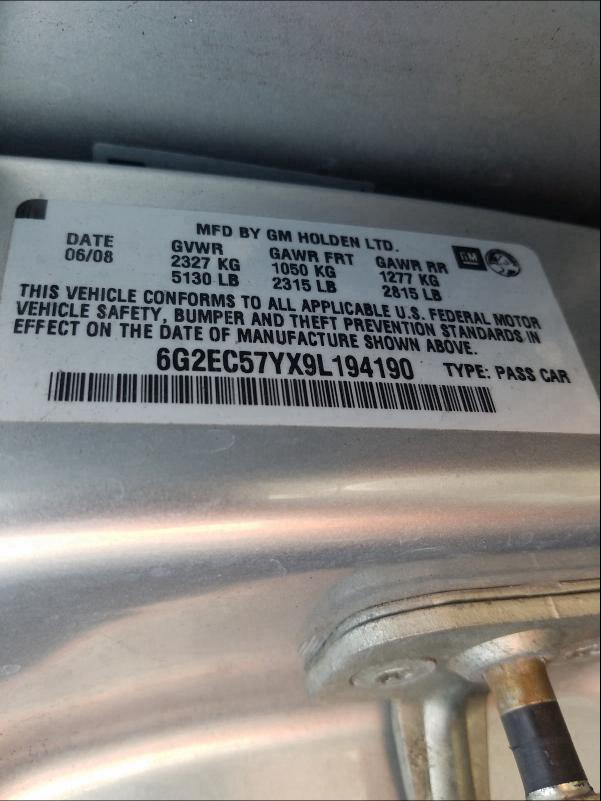 MFD BY GM HOLDEN LTD.
DATE GVWR GAWR FRT GAWR RR GM
06/08 2327 KG 1050 KG 1277 KG
5130 LB 2315 LB 2815 LB
THIS VEHICLE CONFORMS TO ALL APPLICABLE U.S. FEDERAL MOTOR
VEHICLE SAFETY, BUMPER AND THEFT PREVENTION STANDARDS IN
EFFECT ON THE DATE OF MANUFACTURE SHOWN ABOVE.
6G2EC57YX9L194190 TYPE: PASS CAR